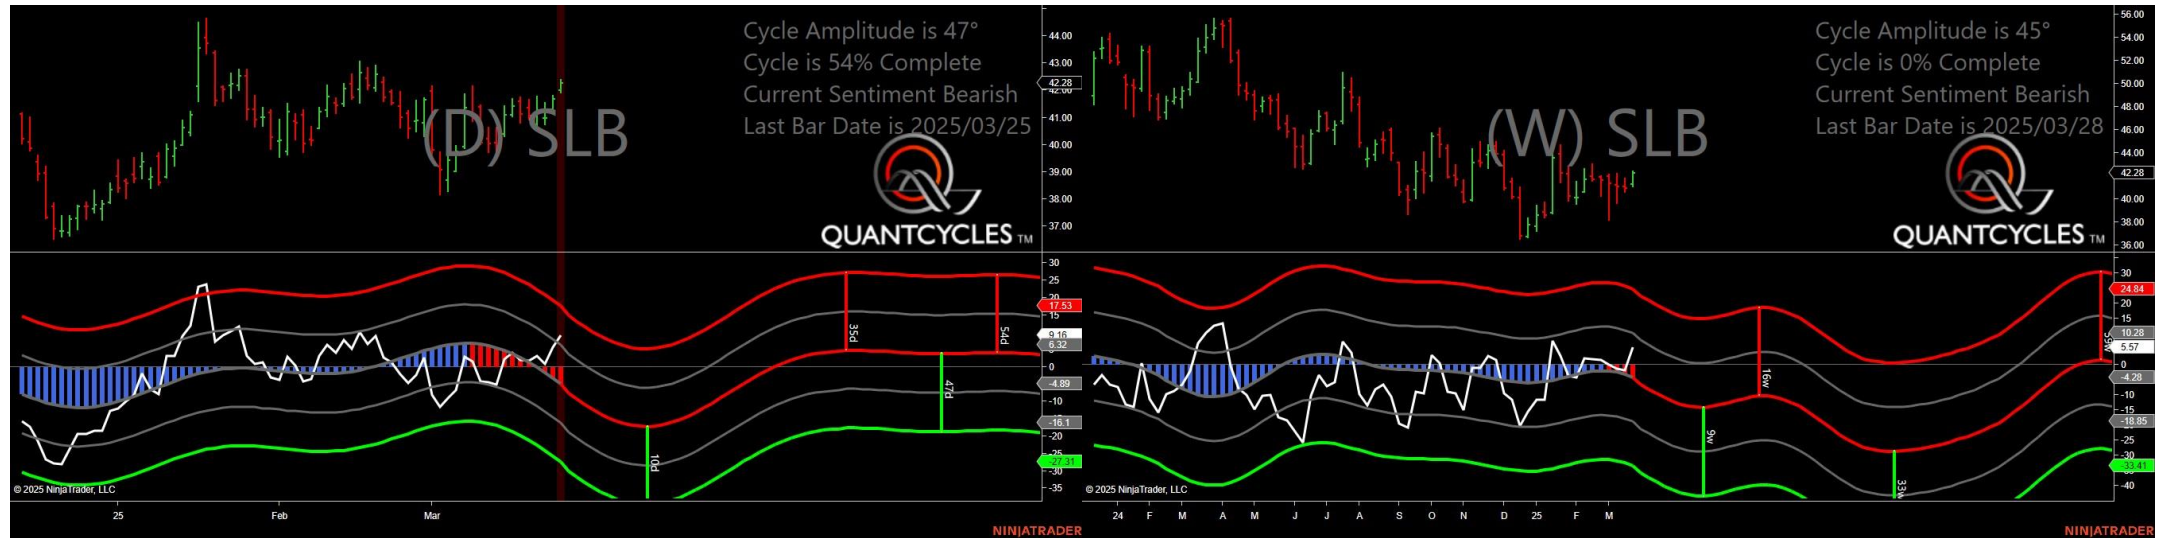 Cycle Amplitude is 47°
Cycle is 54% Complete
Current Sentiment Bearish
Last Bar Date is 2025/03/25
(D) SLB
QUANTCYCLES TM
44.00
43.00
42.28
42.00
41.00
40.00
39.00
38.00
37.00
30
25
20
17.53
15
9.16
6.32
0
-4.89
-10
-16.1
-20
-27.31
-30
-35
35d
54d
47d
10d
© 2025 NinjaTrader, LLC
25
Feb
Mar
NINJATRADER
Cycle Amplitude is 45°
Cycle is 0% Complete
Current Sentiment Bearish
Last Bar Date is 2025/03/28
(W) SLB
QUANTCYCLES TM
56.00
54.00
52.00
50.00
48.00
46.00
44.00
42.28
40.00
38.00
36.00
30
24.84
20
15
10.28
5.57
0
-4.28
-10
-15
-18.85
-25
-30
-33.41
-40
16w
9w
33w
© 2025 NinjaTrader, LLC
24
F
M
A
M
J
J
A
S
O
N
D
25
F
M
NINJATRADER